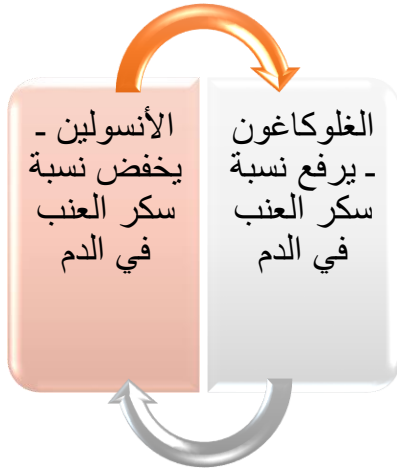 الغلوكاغون
ـ يرفع نسبة
سكر العنب
في الدم
الأنسولين ـ
يخفض نسبة
سكر العنب
في الدم